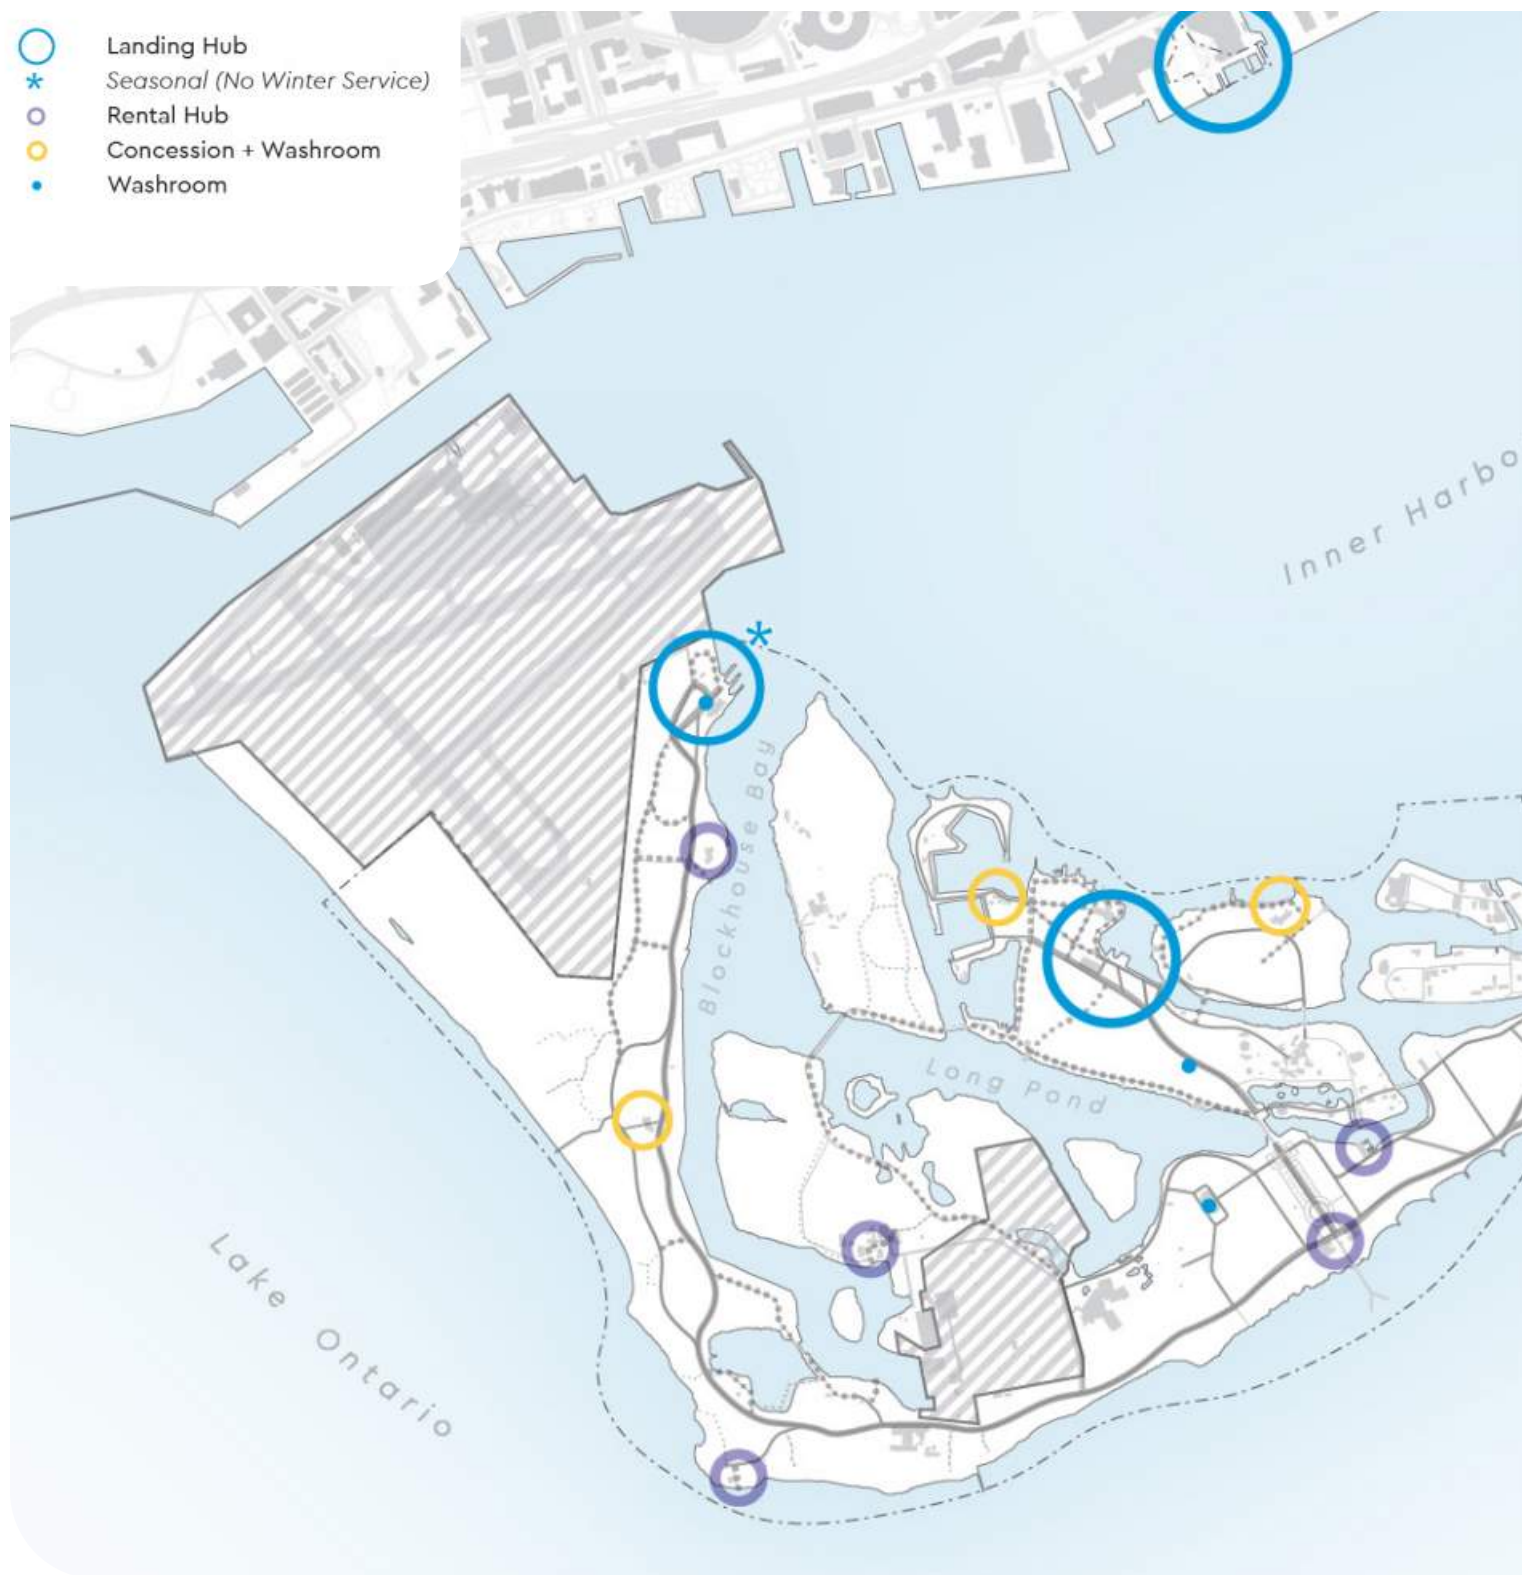 Landing Hub
* Seasonal (No Winter Service)
Rental Hub
Concession + Washroom
Washroom
Inner Harbo
*
Blockhouse Bay
Long Pond
Lake Ontario